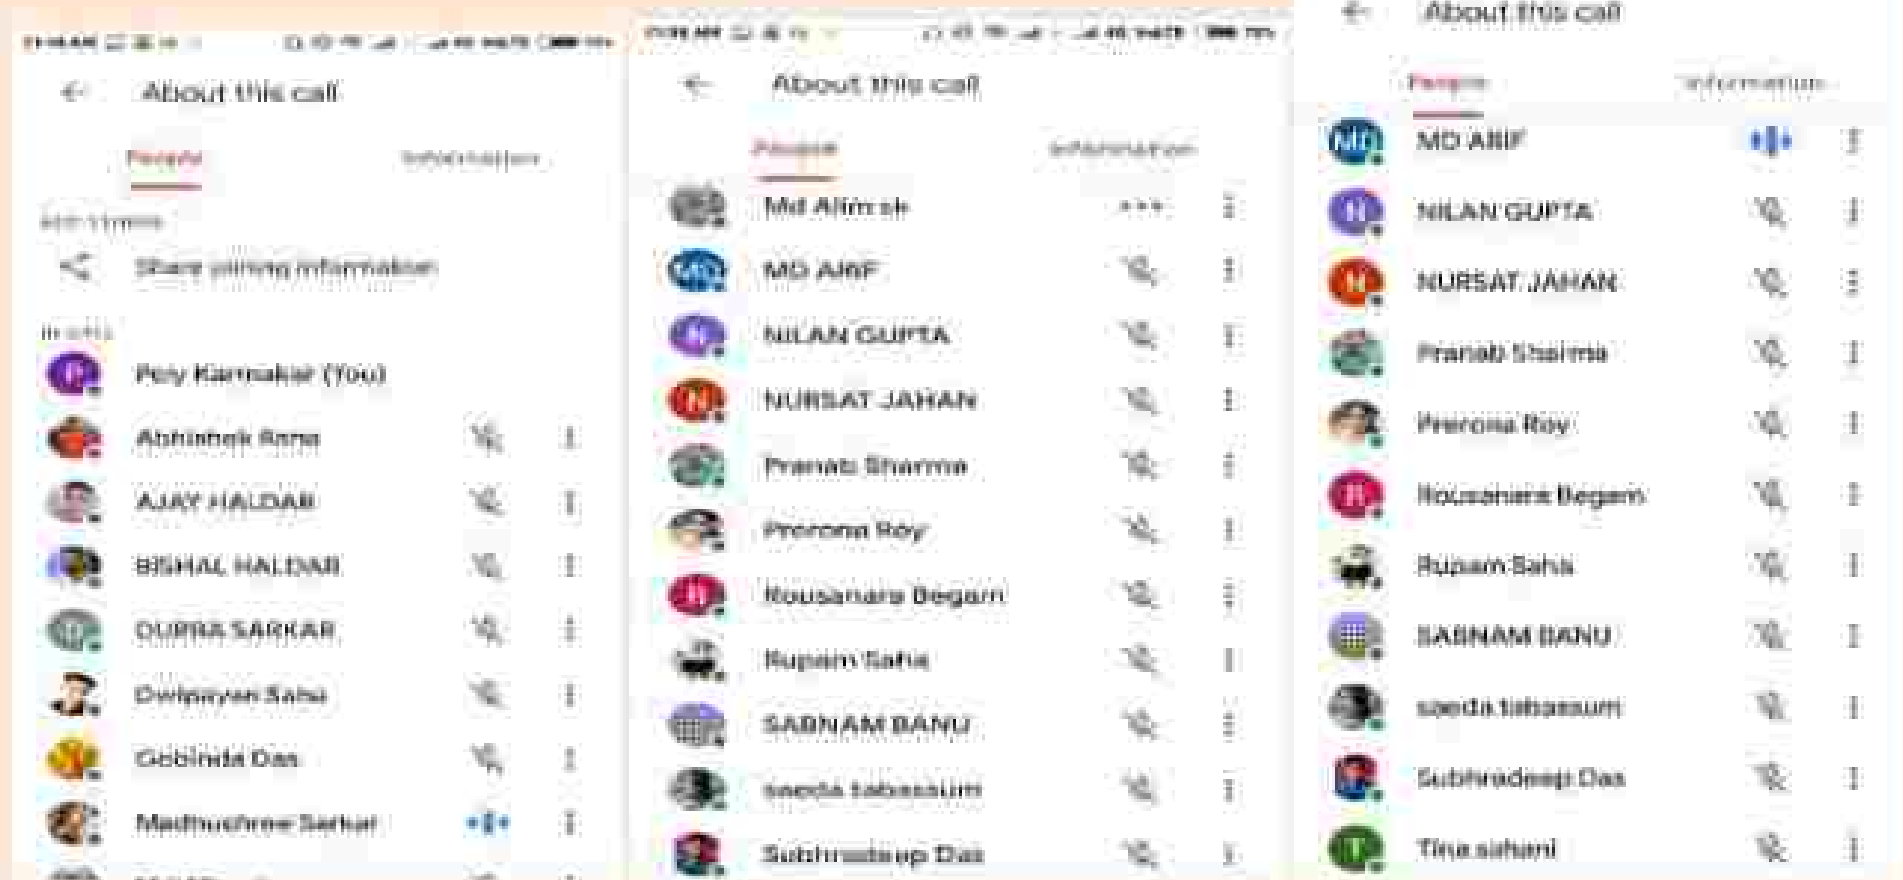 About this call
People
Information
Share joining information
Poly Karmakar (You)
Abhishek Rana
AJAY HALDAR
BISHAL HALDAR
DURBA SARKAR
Dwipayan Saha
Gobinda Das
Madhushree Sarkar
About this call
People
Information
Md Alim sk
MD ARIF
NILAN GUPTA
NURSAT JAHAN
Pranab Sharma
Prerona Roy
Rousanara Begam
Rupam Saha
SABNAM BANU
saeda tabassum
Subhradeep Das
About this call
People
Information
MD ARIF
NILAN GUPTA
NURSAT JAHAN
Pranab Sharma
Prerona Roy
Rousanara Begam
Rupam Saha
SABNAM BANU
saeda tabassum
Subhradeep Das
Tina sahani